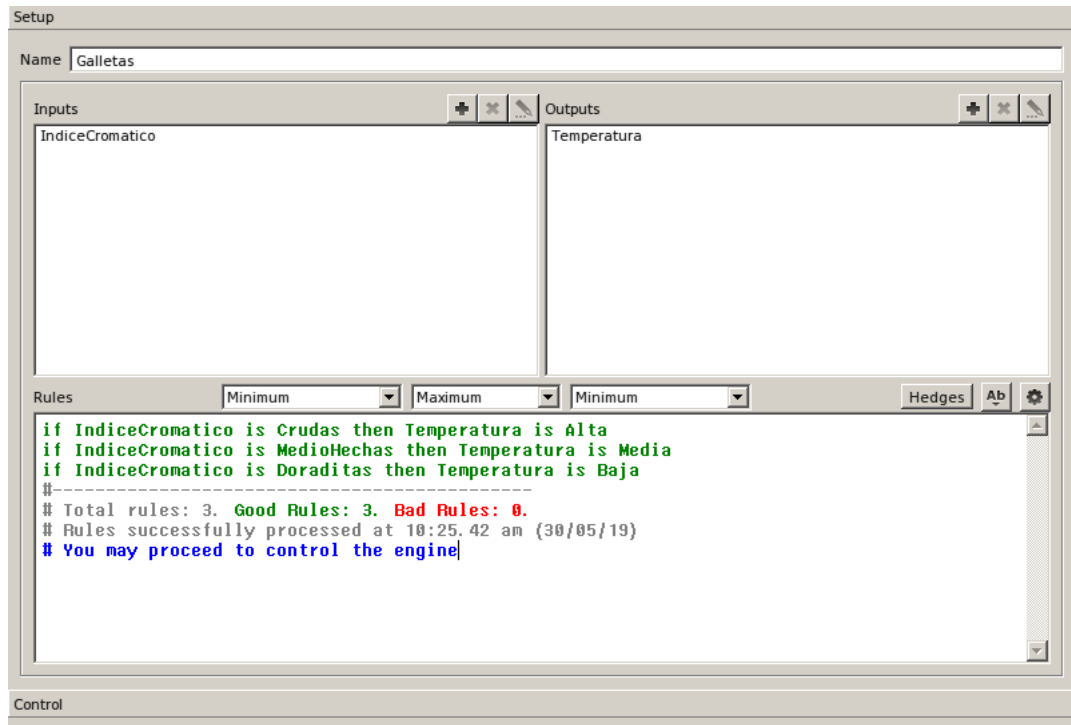 Setup
Name Galletas
Inputs Outputs
IndiceCromatico Temperatura
Rules Minimum Maximum Minimum Hedges Ab
if IndiceCromatico is Crudas then Temperatura is Alta
if IndiceCromatico is MedioHechas then Temperatura is Media
if IndiceCromatico is Doraditas then Temperatura is Baja
#---------------------------------------------
# Total rules: 3. Good Rules: 3. Bad Rules: 0.
# Rules successfully processed at 10:25.42 am (30/05/19)
# You may proceed to control the engine
Control